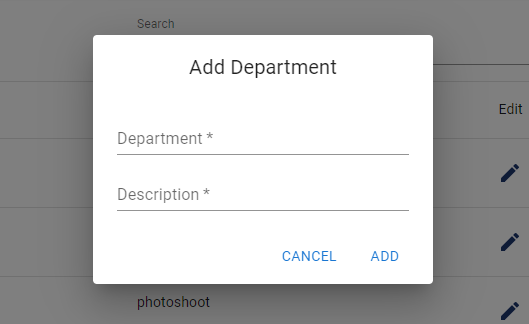 Search
Add Department
Edit
Department *
Description *
CANCEL ADD
photoshoot